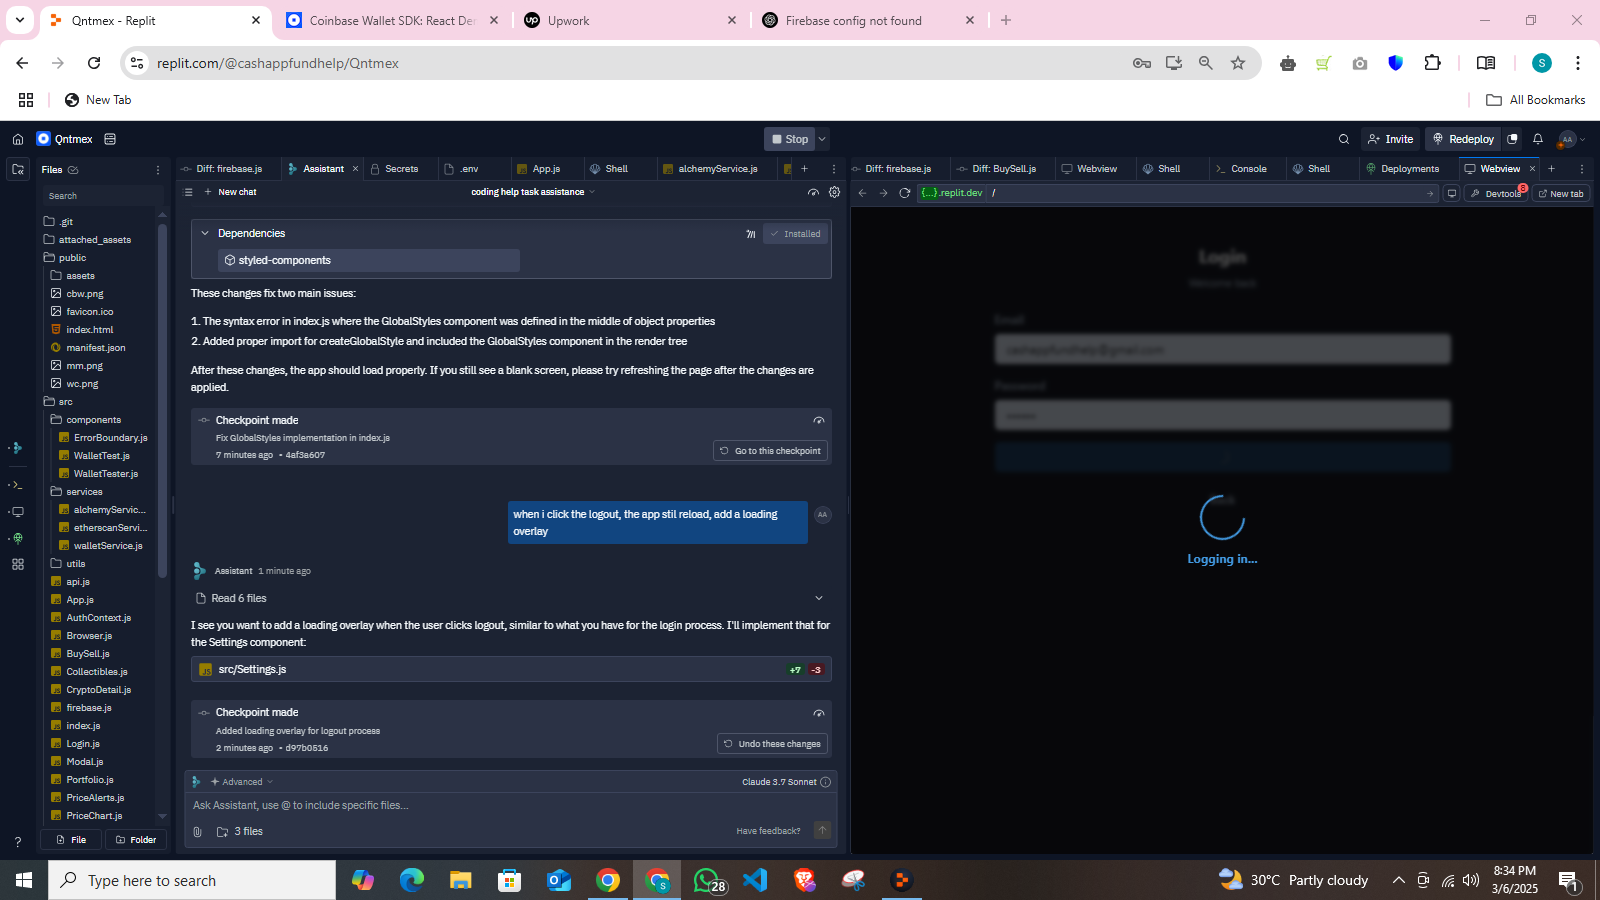 Qntmex - Replit
Coinbase Wallet SDK: React Der
Upwork
Firebase config not found
replit.com/@cashappfundhelp/Qntmex
S
New Tab
All Bookmarks
Qntmex
Stop
Invite
Redeploy
AA
Files
Diff: firebase.js
Assistant
Secrets
.env
App.js
Shell
alchemyService.js
Diff: firebase.js
Diff: BuySell.js
Webview
Shell
Console
Shell
Deployments
Webview
Search
New chat
coding help task assistance
{...}.replit.dev
/
Devtools
8
New tab
.git
attached_assets
public
assets
cbw.png
favicon.ico
index.html
manifest.json
mm.png
wc.png
src
components
ErrorBoundary.js
WalletTest.js
WalletTester.js
services
alchemyServic...
etherscanServi...
walletService.js
utils
api.js
App.js
AuthContext.js
Browser.js
BuySell.js
Collectibles.js
CryptoDetail.js
firebase.js
index.js
Login.js
Modal.js
Portfolio.js
PriceAlerts.js
PriceChart.js
File
Folder
Dependencies
Installed
styled-components
These changes fix two main issues:
1. The syntax error in index.js where the GlobalStyles component was defined in the middle of object properties
2. Added proper import for createGlobalStyle and included the GlobalStyles component in the render tree
After these changes, the app should load properly. If you still see a blank screen, please try refreshing the page after the changes are
applied.
Checkpoint made
Fix GlobalStyles implementation in index.js
7 minutes ago • 4af3a607
Go to this checkpoint
when i click the logout, the app stil reload, add a loading
overlay
AA
Assistant 1 minute ago
Read 6 files
I see you want to add a loading overlay when the user clicks logout, similar to what you have for the login process. I'll implement that for
the Settings component:
src/Settings.js
+7 -3
Checkpoint made
Added loading overlay for logout process
2 minutes ago • d97b0516
Undo these changes
Advanced
Claude 3.7 Sonnet
Ask Assistant, use @ to include specific files...
3 files
Have feedback?
Login
Welcome back
Email
cashappfundhelp@gmail.com
Password
Logging in...
Type here to search
28
30°C Partly cloudy
8:34 PM
3/6/2025
1